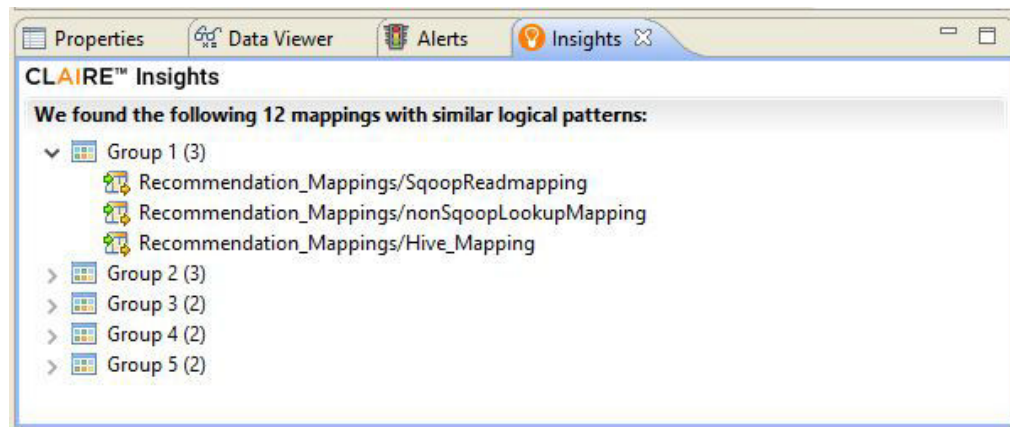 Properties Data Viewer Alerts Insights
CLAIRE™ Insights
We found the following 12 mappings with similar logical patterns:
Group 1 (3)
Recommendation_Mappings/SqoopReadmapping
Recommendation_Mappings/nonSqoopLookupMapping
Recommendation_Mappings/Hive_Mapping
Group 2 (3)
Group 3 (2)
Group 4 (2)
Group 5 (2)